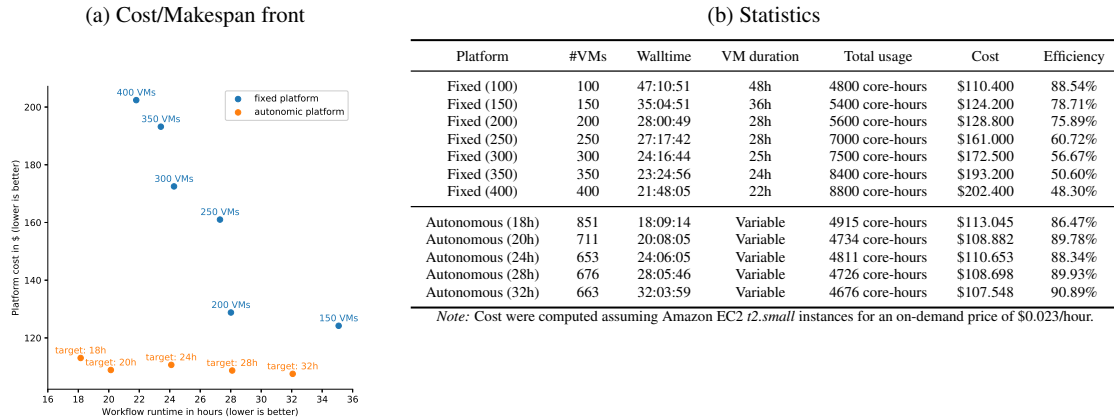 (a) Cost/Makespan front
400 VMs
350 VMs
300 VMs
250 VMs
200 VMs
150 VMs
target: 18h
target: 20h
target: 24h
target: 28h
target: 32h
fixed platform
autonomic platform
200
180
160
140
120
Platform cost in $ (lower is better)
16 18 20 22 24 26 28 30 32 34 36
Workflow runtime in hours (lower is better)
(b) Statistics
Platform #VMs Walltime VM duration Total usage Cost Efficiency
Fixed (100) 100 47:10:51 48h 4800 core-hours $110.400 88.54%
Fixed (150) 150 35:04:51 36h 5400 core-hours $124.200 78.71%
Fixed (200) 200 28:00:49 28h 5600 core-hours $128.800 75.89%
Fixed (250) 250 27:17:42 28h 7000 core-hours $161.000 60.72%
Fixed (300) 300 24:16:44 25h 7500 core-hours $172.500 56.67%
Fixed (350) 350 23:24:56 24h 8400 core-hours $193.200 50.60%
Fixed (400) 400 21:48:05 22h 8800 core-hours $202.400 48.30%
Autonomous (18h) 851 18:09:14 Variable 4915 core-hours $113.045 86.47%
Autonomous (20h) 711 20:08:05 Variable 4734 core-hours $108.882 89.78%
Autonomous (24h) 653 24:06:05 Variable 4811 core-hours $110.653 88.34%
Autonomous (28h) 676 28:05:46 Variable 4726 core-hours $108.698 89.93%
Autonomous (32h) 663 32:03:59 Variable 4676 core-hours $107.548 90.89%
Note: Cost were computed assuming Amazon EC2 t2.small instances for an on-demand price of $0.023/hour.